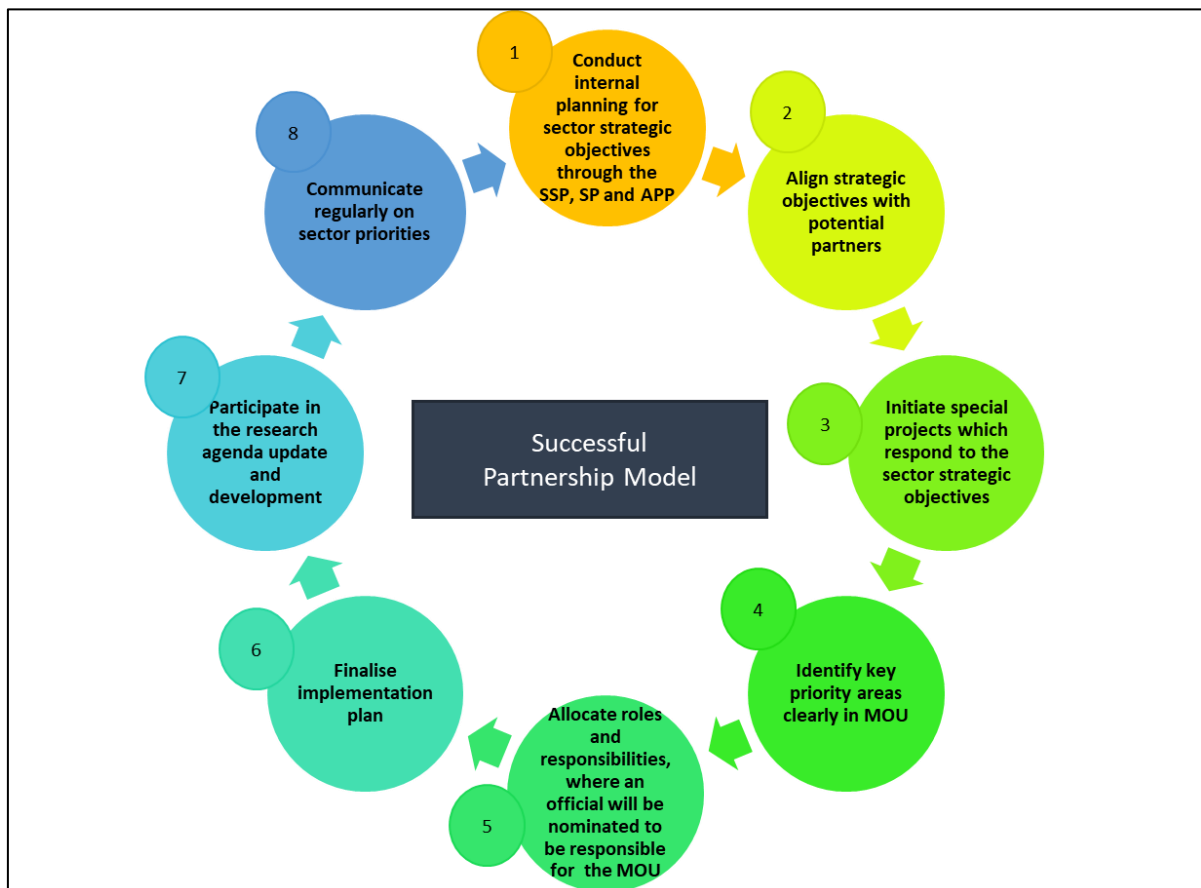 1
Conduct
internal
planning for
sector strategic
objectives
through the
SSP, SP and APP
2
Align strategic
objectives with
potential
partners
3
Initiate special
projects which
respond to the
sector strategic
objectives
4
Identify key
priority areas
clearly in MOU
5
Allocate roles
and
responsibilities,
where an
official will be
nominated to
be responsible
for the MOU
6
Finalise
implementation
plan
7
Participate in
the research
agenda update
and
development
8
Communicate
regularly on
sector priorities
Successful
Partnership Model